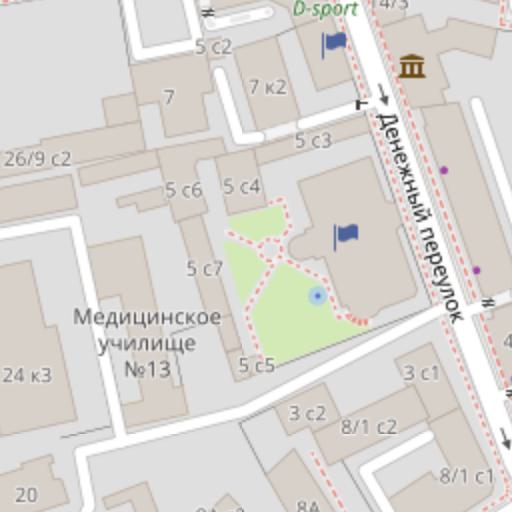 D-sport
4/3
5 с2
7
7 к2
5 с3
26/9 с2
5 с6
5 с4
Денежный переулок
5 с7
Медицинское
училище
№13
5 с5
24 к3
3 с1
3 с2
8/1 с2
8/1 с1
20
8А